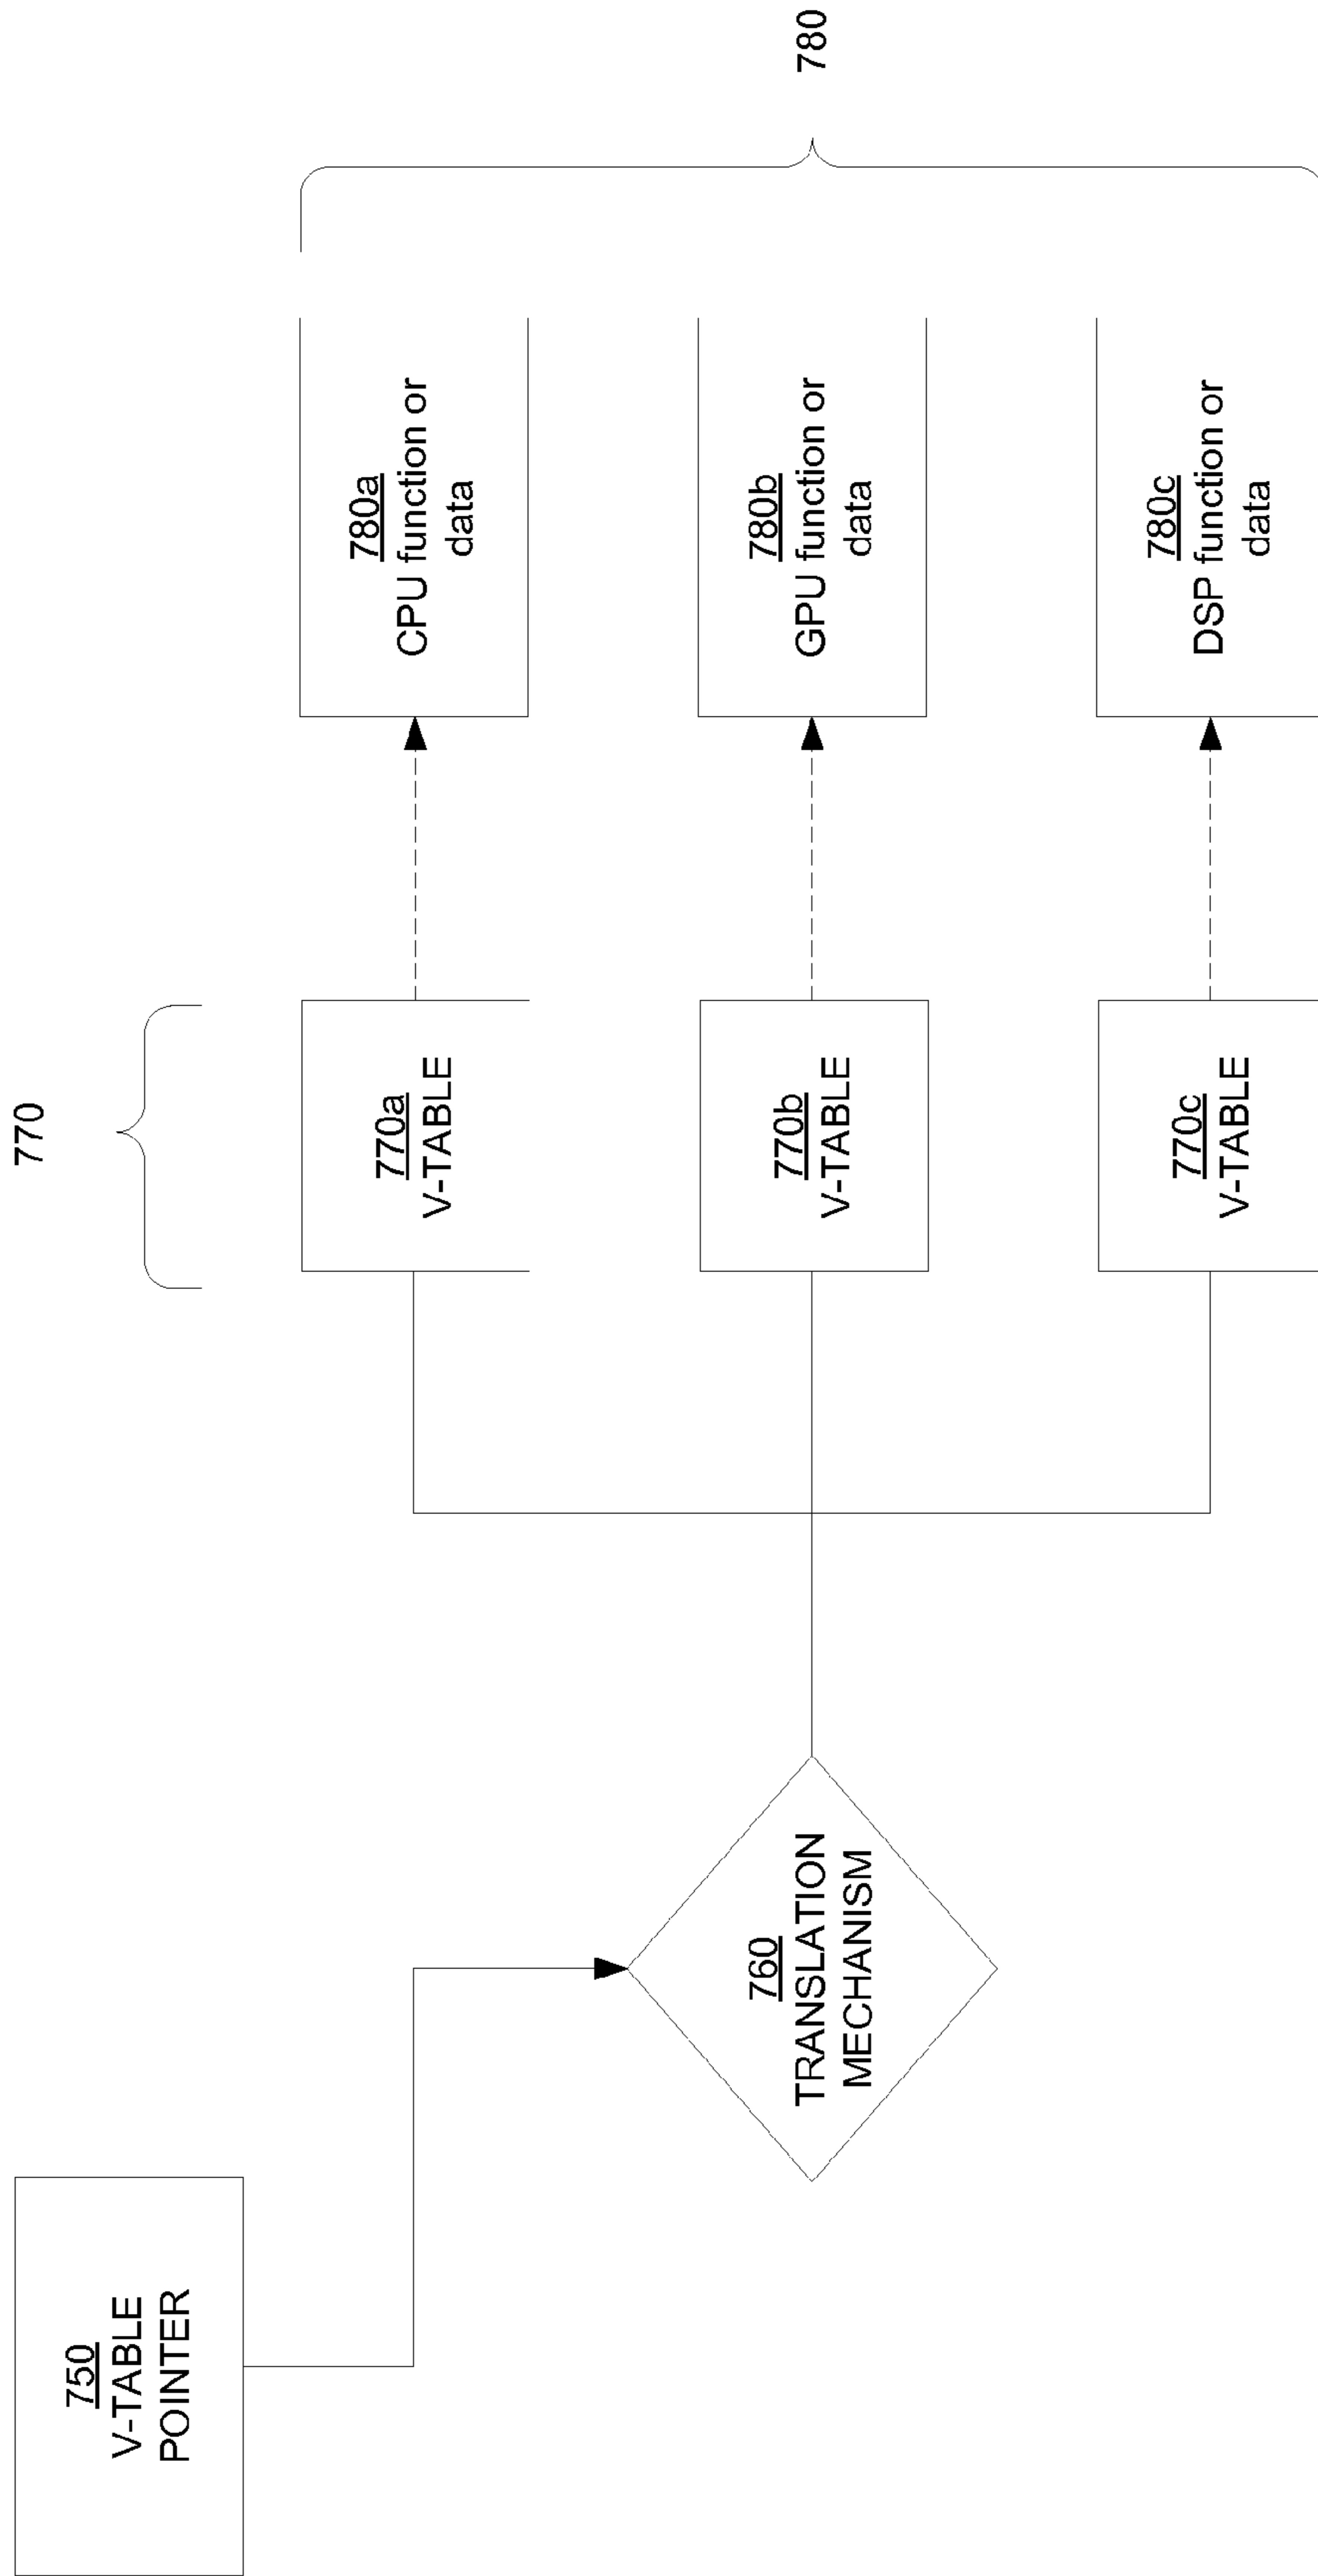 750
V-TABLE
POINTER
760
TRANSLATION
MECHANISM
770
770a
V-TABLE
770b
V-TABLE
770c
V-TABLE
780a
CPU function or
data
780b
GPU function or
data
780c
DSP function or
data
780